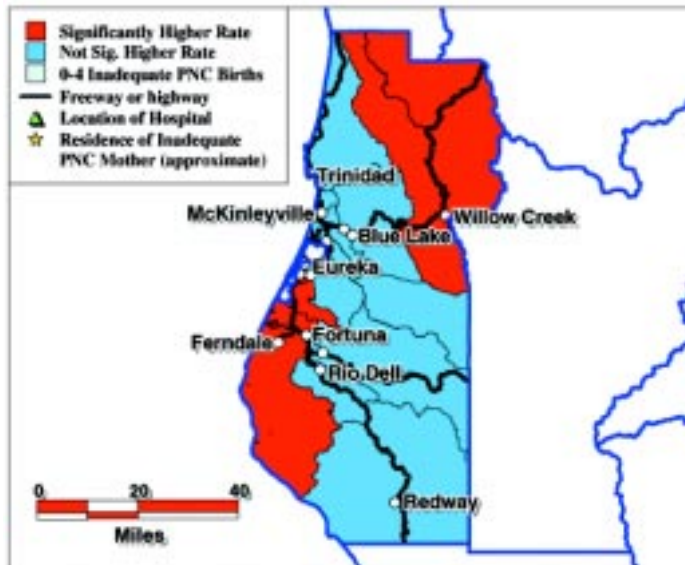 Significantly Higher Rate
Not Sig. Higher Rate
0-4 Inadequate PNC Births
Freeway or highway
Location of Hospital
Residence of Inadequate
PNC Mother (approximate)
Trinidad
McKinleyville
Willow Creek
Blue Lake
Eureka
Ferndale
Fortuna
Rio Dell
0 20 40
Redway
Miles